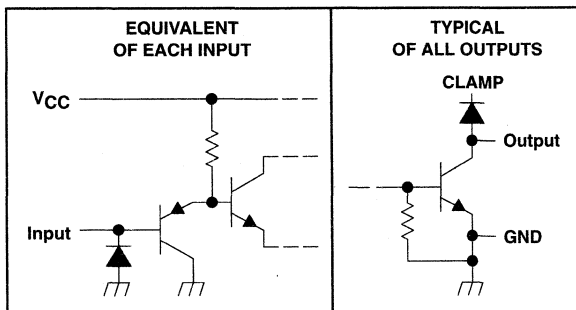 EQUIVALENT
OF EACH INPUT
VCC
Input
TYPICAL
OF ALL OUTPUTS
CLAMP
Output
GND